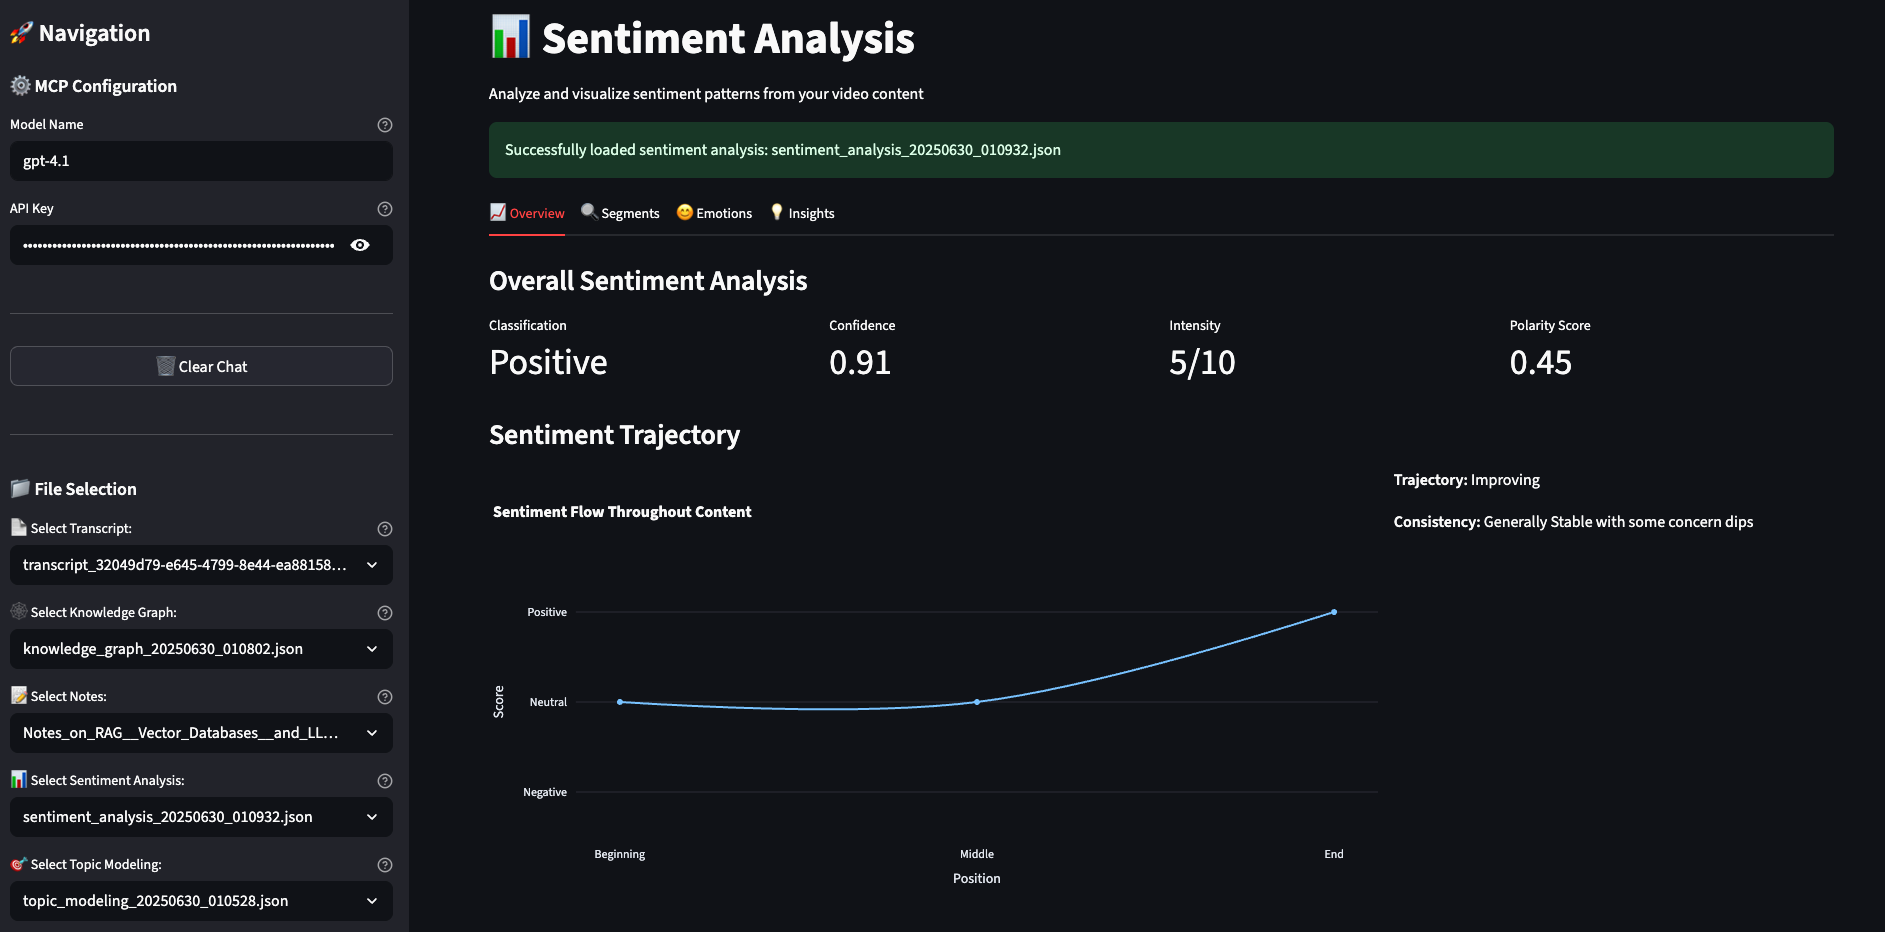 Navigation
MCP Configuration
Model Name
gpt-4.1
API Key
Clear Chat
File Selection
Select Transcript:
transcript_32049d79-e645-4799-8e44-ea88158...
Select Knowledge Graph:
knowledge_graph_20250630_010802.json
Select Notes:
Notes_on_RAG__Vector_Databases__and_LL...
Select Sentiment Analysis:
sentiment_analysis_20250630_010932.json
Select Topic Modeling:
topic_modeling_20250630_010528.json
Sentiment Analysis
Analyze and visualize sentiment patterns from your video content
Successfully loaded sentiment analysis: sentiment_analysis_20250630_010932.json
Overview Segments Emotions Insights
Overall Sentiment Analysis
Classification Confidence Intensity Polarity Score
Positive 0.91 5/10 0.45
Sentiment Trajectory
Sentiment Flow Throughout Content
Positive
Neutral
Negative
Score
Beginning Middle End
Position
Trajectory: Improving
Consistency: Generally Stable with some concern dips